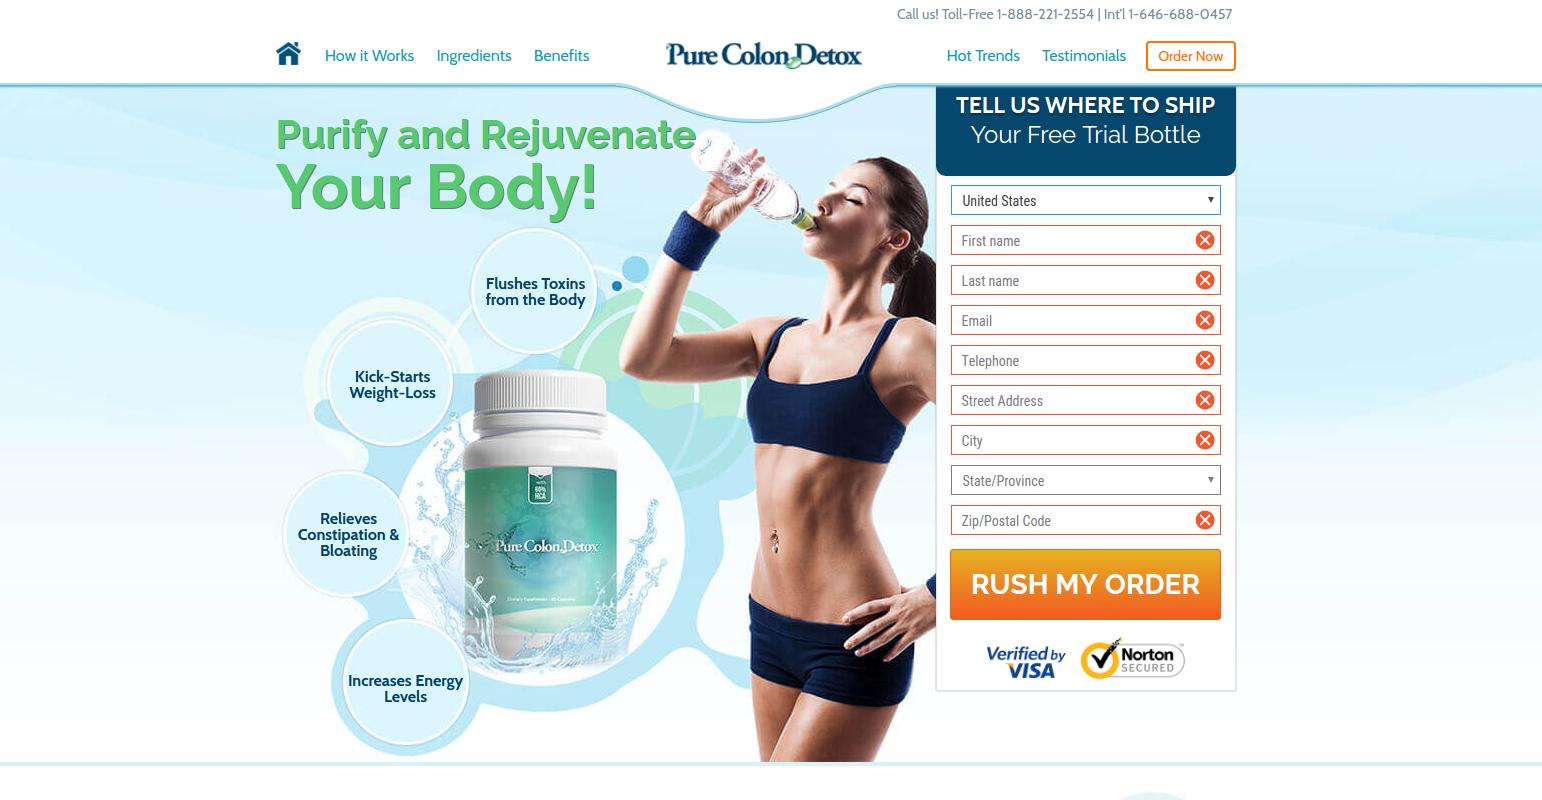 Call us! Toll-Free 1-888-221-2554 | Int'l 1-646-688-0457
How it Works
Ingredients
Benefits
Pure Colon Detox
Hot Trends
Testimonials
Order Now
Purify and Rejuvenate
Your Body!
Flushes Toxins
from the Body
Kick-Starts
Weight-Loss
Relieves
Constipation &
Bloating
Increases Energy
Levels
with
60%
HCA
Pure Colon Detox
Dietary Supplement - 60 Capsules
TELL US WHERE TO SHIP
Your Free Trial Bottle
United States
First name
Last name
Email
Telephone
Street Address
City
State/Province
Zip/Postal Code
RUSH MY ORDER
Verified by
VISA
Norton
SECURED